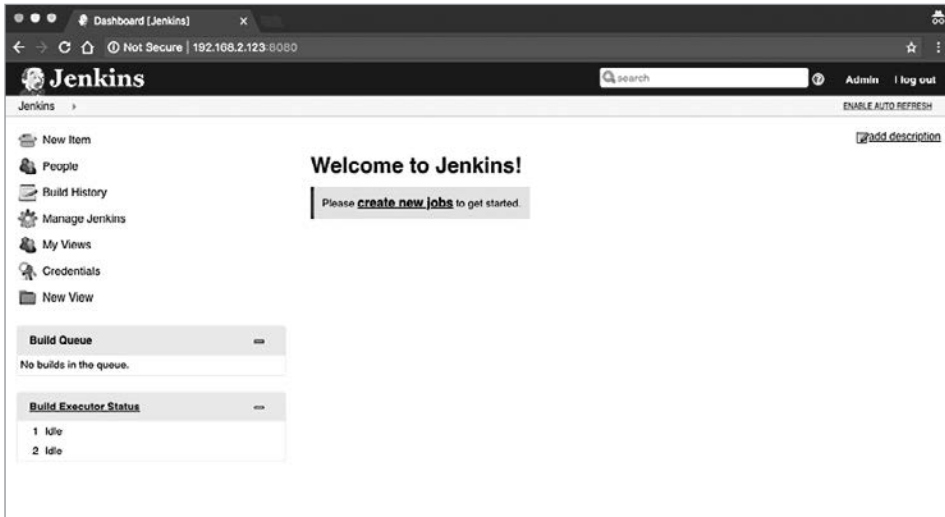 Dashboard [Jenkins] ×
Not Secure | 192.168.2.123:8080
Jenkins
search
Admin | log out
Jenkins
ENABLE AUTO REFRESH
add description
New Item
People
Build History
Manage Jenkins
My Views
Credentials
New View
Welcome to Jenkins!
Please create new jobs to get started.
Build Queue
No builds in the queue.
Build Executor Status
1 Idle
2 Idle